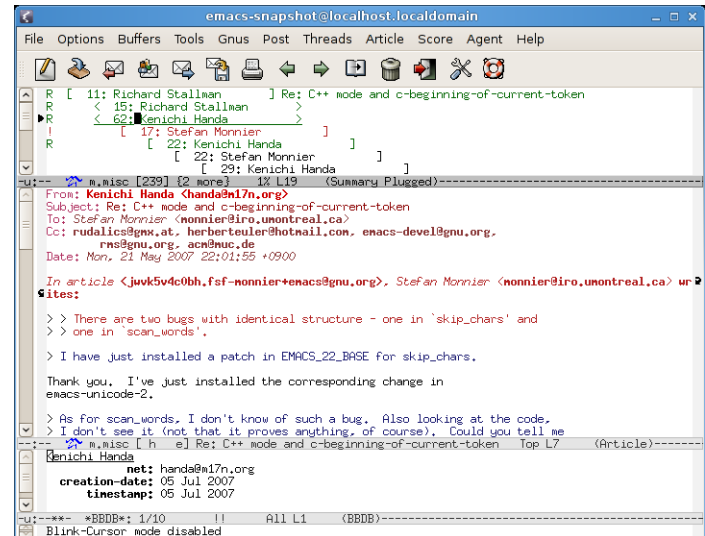 emacs-snapshot@localhost.localdomain
File Options Buffers Tools Gnus Post Threads Article Score Agent Help
R [ 11: Richard Stallman ] Re: C++ mode and c-beginning-of-current-token
R < 15: Richard Stallman >
R < 62: Kenichi Handa >
! [ 17: Stefan Monnier ]
R [ 22: Kenichi Handa ]
[ 22: Stefan Monnier ]
[ 29: Kenichi Handa ]
-u:-- m.misc [239] {2 more} 1% L19 (Summary Plugged)----------------------------------
From: Kenichi Handa <handa@m17n.org>
Subject: Re: C++ mode and c-beginning-of-current-token
To: Stefan Monnier <monnier@iro.umontreal.ca>
Cc: rudalics@gmx.at, herberteuler@hotmail.com, emacs-devel@gnu.org,
rms@gnu.org, acm@muc.de
Date: Mon, 21 May 2007 22:01:55 +0900
In article <jwvk5v4c0bh.fsf-monnier+emacs@gnu.org>, Stefan Monnier <monnier@iro.umontreal.ca> wr
ites:
> > There are two bugs with identical structure - one in `skip_chars' and
> > one in `scan_words'.
> I have just installed a patch in EMACS_22_BASE for skip_chars.
Thank you. I've just installed the corresponding change in
emacs-unicode-2.
> As for scan_words, I don't know of such a bug. Also looking at the code,
> I don't see it (not that it proves anything, of course). Could you tell me
--:-- m.misc [ h e] Re: C++ mode and c-beginning-of-current-token Top L7 (Article)-------
Kenichi Handa
net: handa@m17n.org
creation-date: 05 Jul 2007
timestamp: 05 Jul 2007
-u:--**- *BBDB*: 1/10 !! All L1 (BBDB)----------------------------------
Blink-Cursor mode disabled